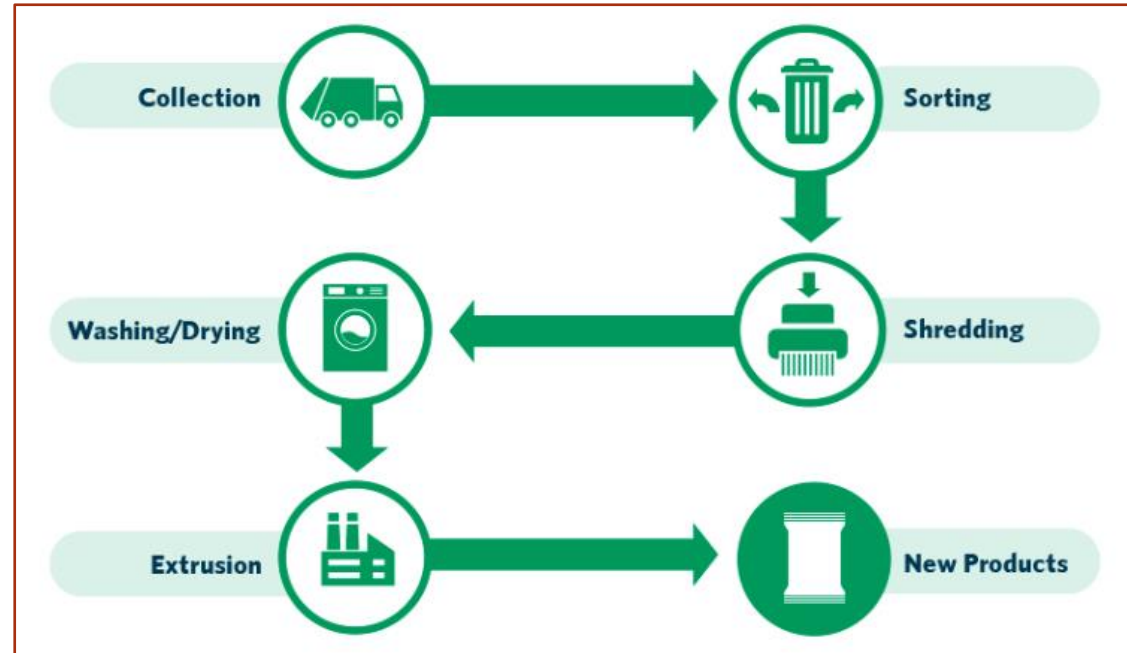 Collection
Sorting
Washing/Drying
Shredding
Extrusion
New Products